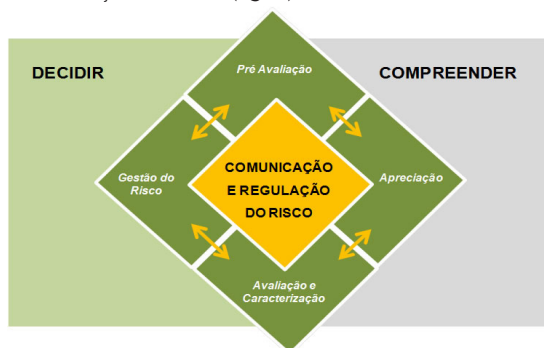 DECIDIR
COMPREENDER
Pré Avaliação
Gestão do
Risco
COMUNICAÇÃO
E REGULAÇÃO
DO RISCO
Apreciação
Avaliação e
Caracterização